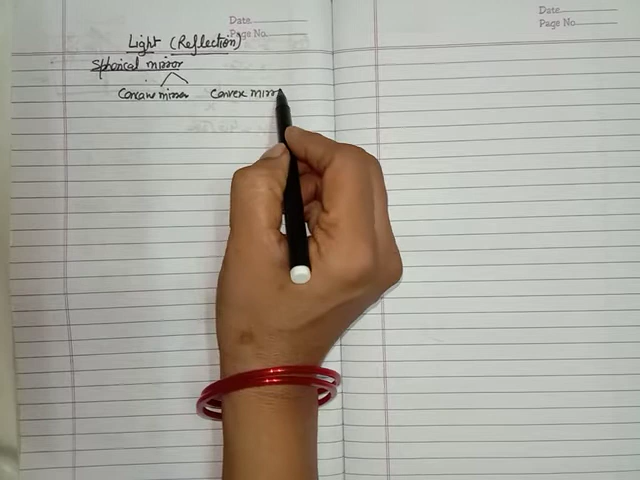 Date
Page No.
Date
Page No.
Light (Reflection)
Spherical mirror
Concave mirror Convex mirr